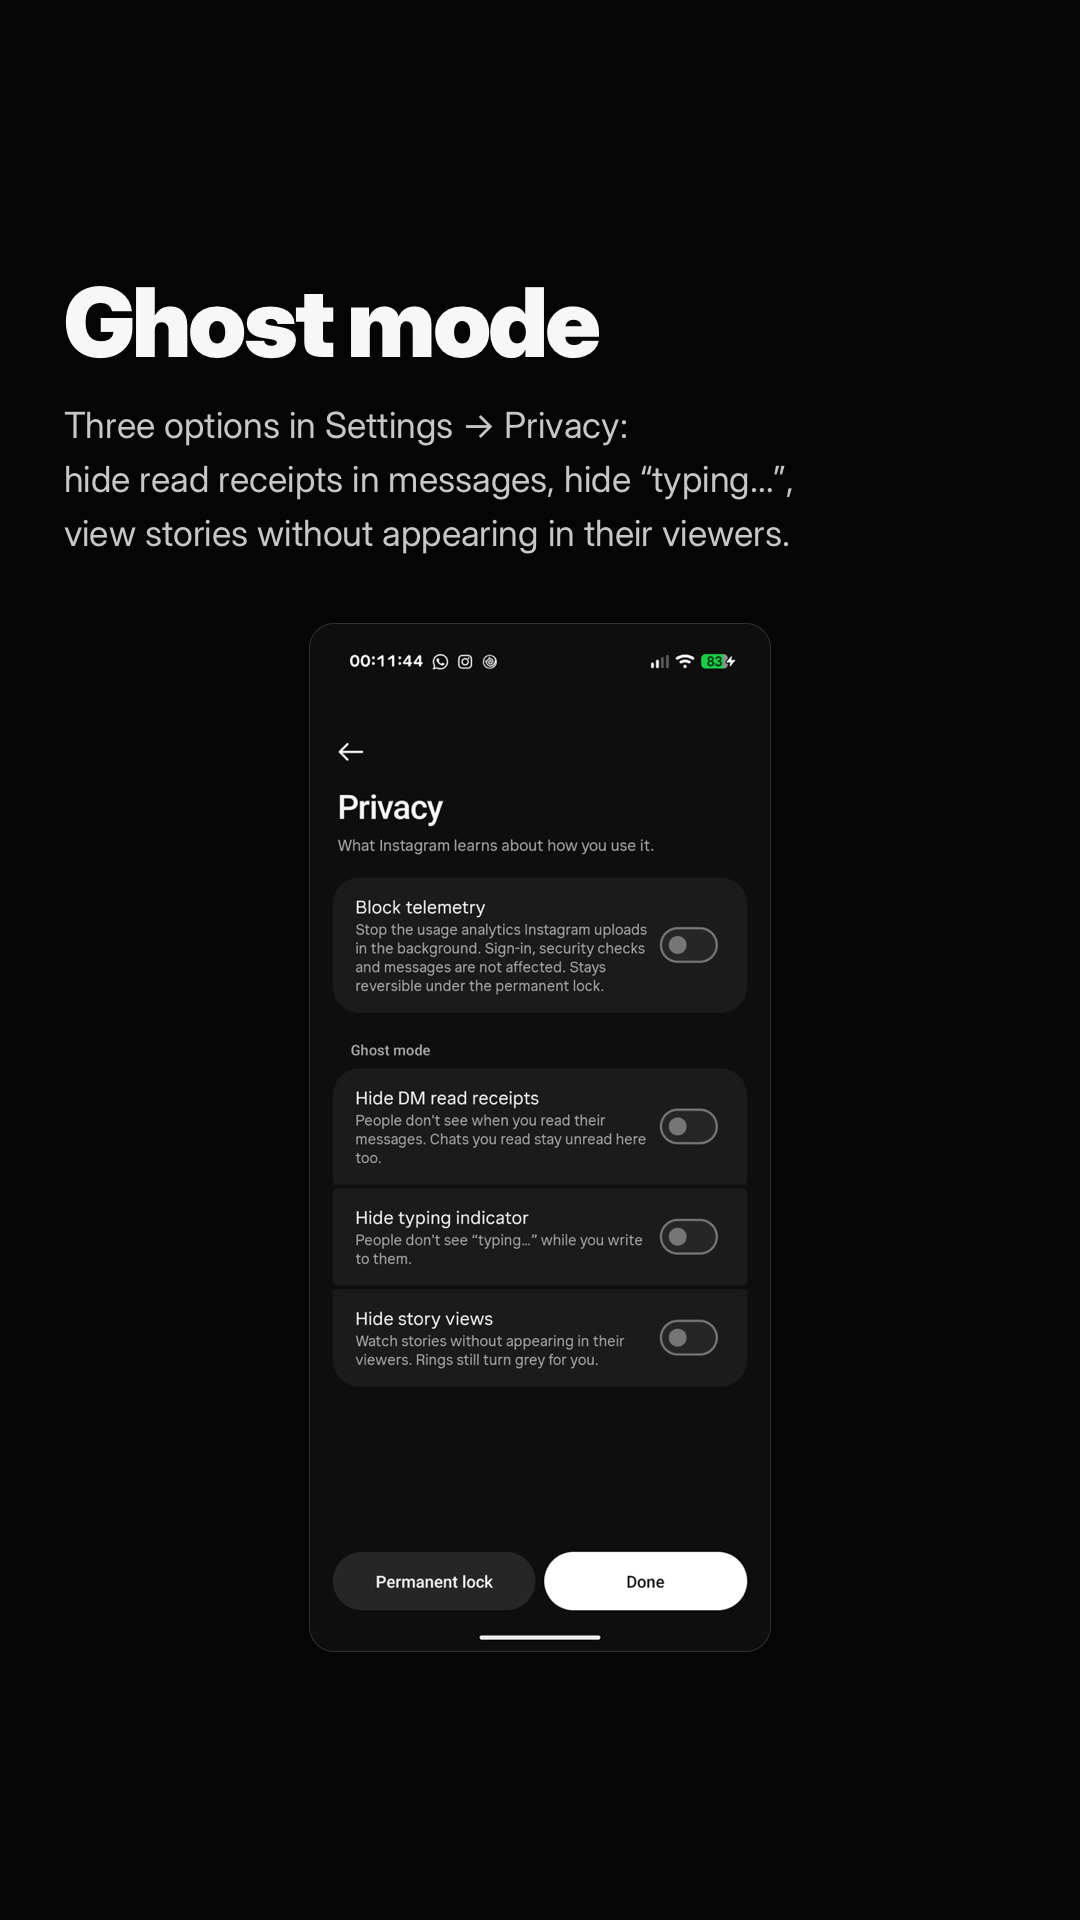 Ghost mode
Three options in Settings → Privacy:
hide read receipts in messages, hide “typing…”,
view stories without appearing in their viewers.
00:11:44
83
Privacy
What Instagram learns about how you use it.
Block telemetry
Stop the usage analytics Instagram uploads
in the background. Sign-in, security checks
and messages are not affected. Stays
reversible under the permanent lock.
Ghost mode
Hide DM read receipts
People don't see when you read their
messages. Chats you read stay unread here
too.
Hide typing indicator
People don't see “typing…” while you write
to them.
Hide story views
Watch stories without appearing in their
viewers. Rings still turn grey for you.
Permanent lock
Done